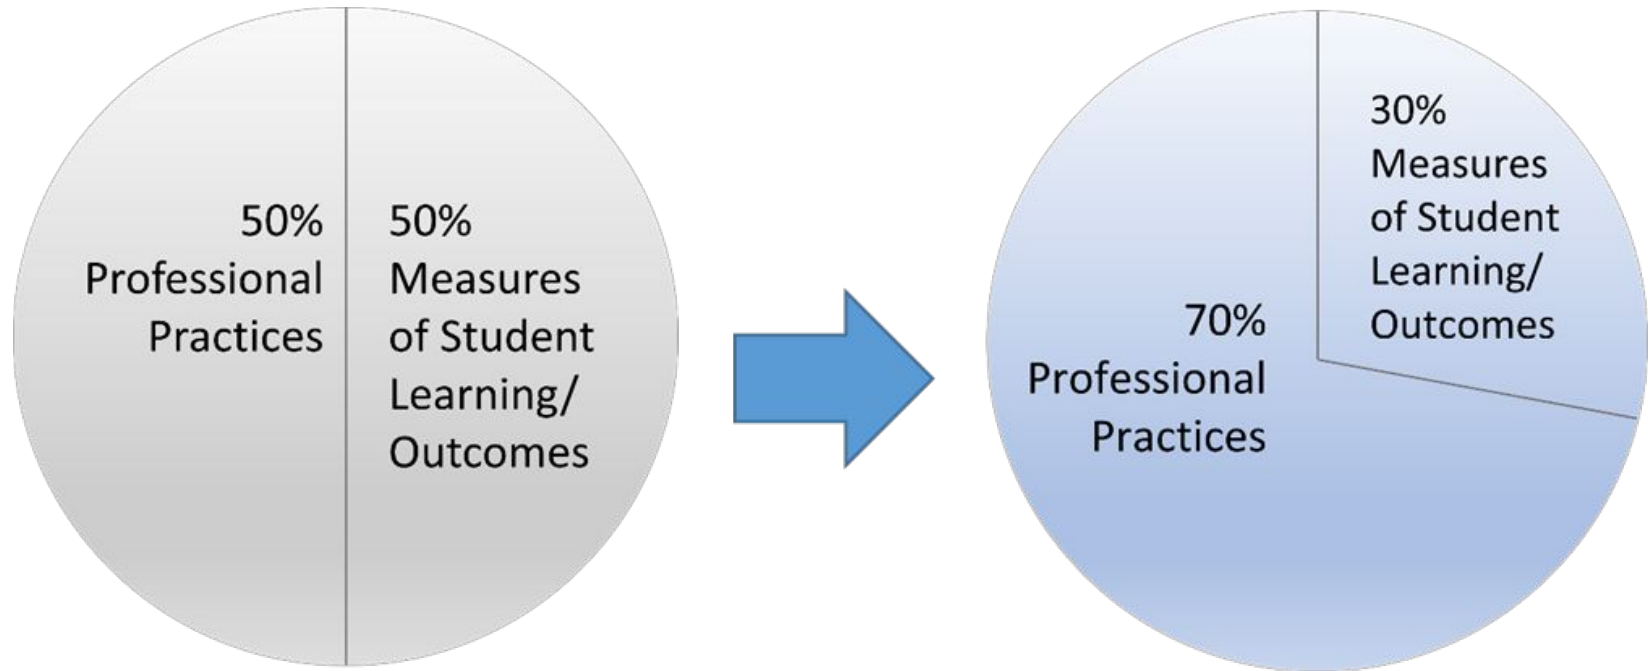 50%
Professional
Practices
50%
Measures
of Student
Learning/
Outcomes
70%
Professional
Practices
30%
Measures
of Student
Learning/
Outcomes